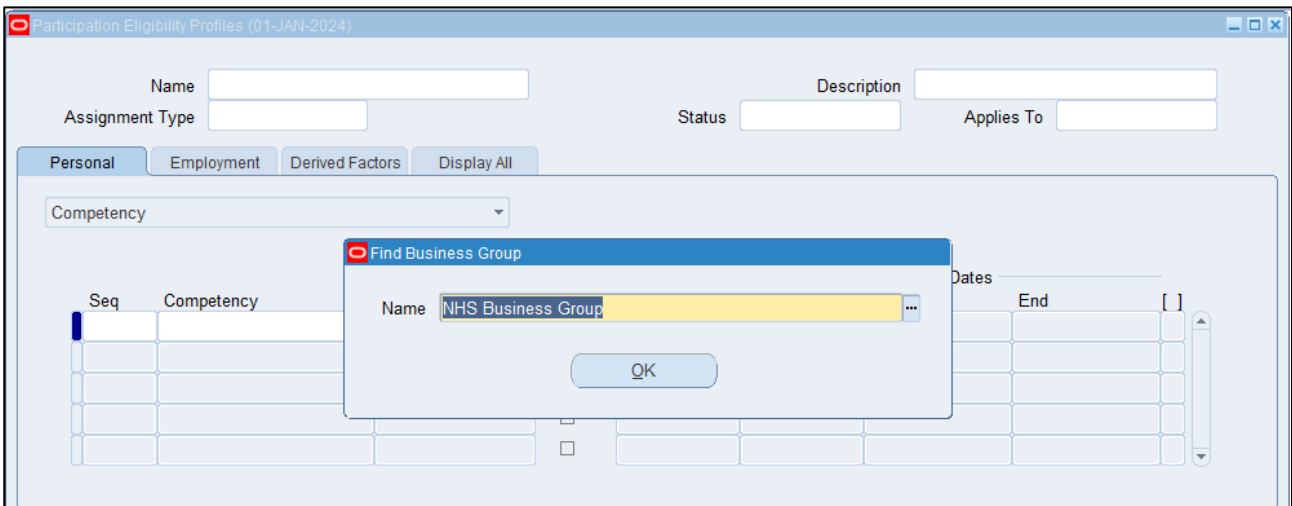 Participation Eligibility Profiles (01-JAN-2024)
Name Description
Assignment Type Status Applies To
Personal Employment Derived Factors Display All
Competency
Find Business Group
Name NHS Business Group ...
OK
Dates
Seq Competency End [ ]